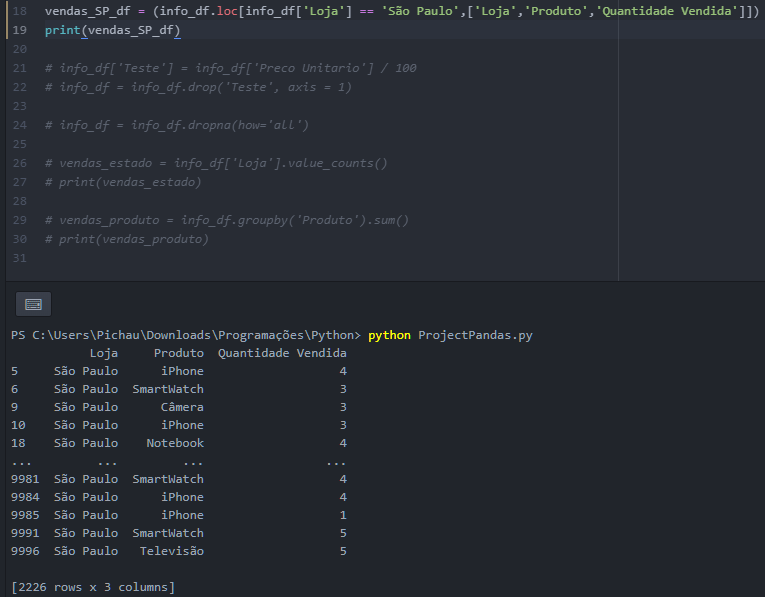 18 vendas_SP_df = (info_df.loc[info_df['Loja'] == 'São Paulo',['Loja','Produto','Quantidade Vendida']])
19 print(vendas_SP_df)
20
21 # info_df['Teste'] = info_df['Preco Unitario'] / 100
22 # info_df = info_df.drop('Teste', axis = 1)
23
24 # info_df = info_df.dropna(how='all')
25
26 # vendas_estado = info_df['Loja'].value_counts()
27 # print(vendas_estado)
28
29 # vendas_produto = info_df.groupby('Produto').sum()
30 # print(vendas_produto)
31
PS C:\Users\Pichau\Downloads\Programações\Python> python ProjectPandas.py
Loja Produto Quantidade Vendida
5 São Paulo iPhone 4
6 São Paulo SmartWatch 3
9 São Paulo Câmera 3
10 São Paulo iPhone 3
18 São Paulo Notebook 4
... ... ... ...
9981 São Paulo SmartWatch 4
9984 São Paulo iPhone 4
9985 São Paulo iPhone 1
9991 São Paulo SmartWatch 5
9996 São Paulo Televisão 5
[2226 rows x 3 columns]